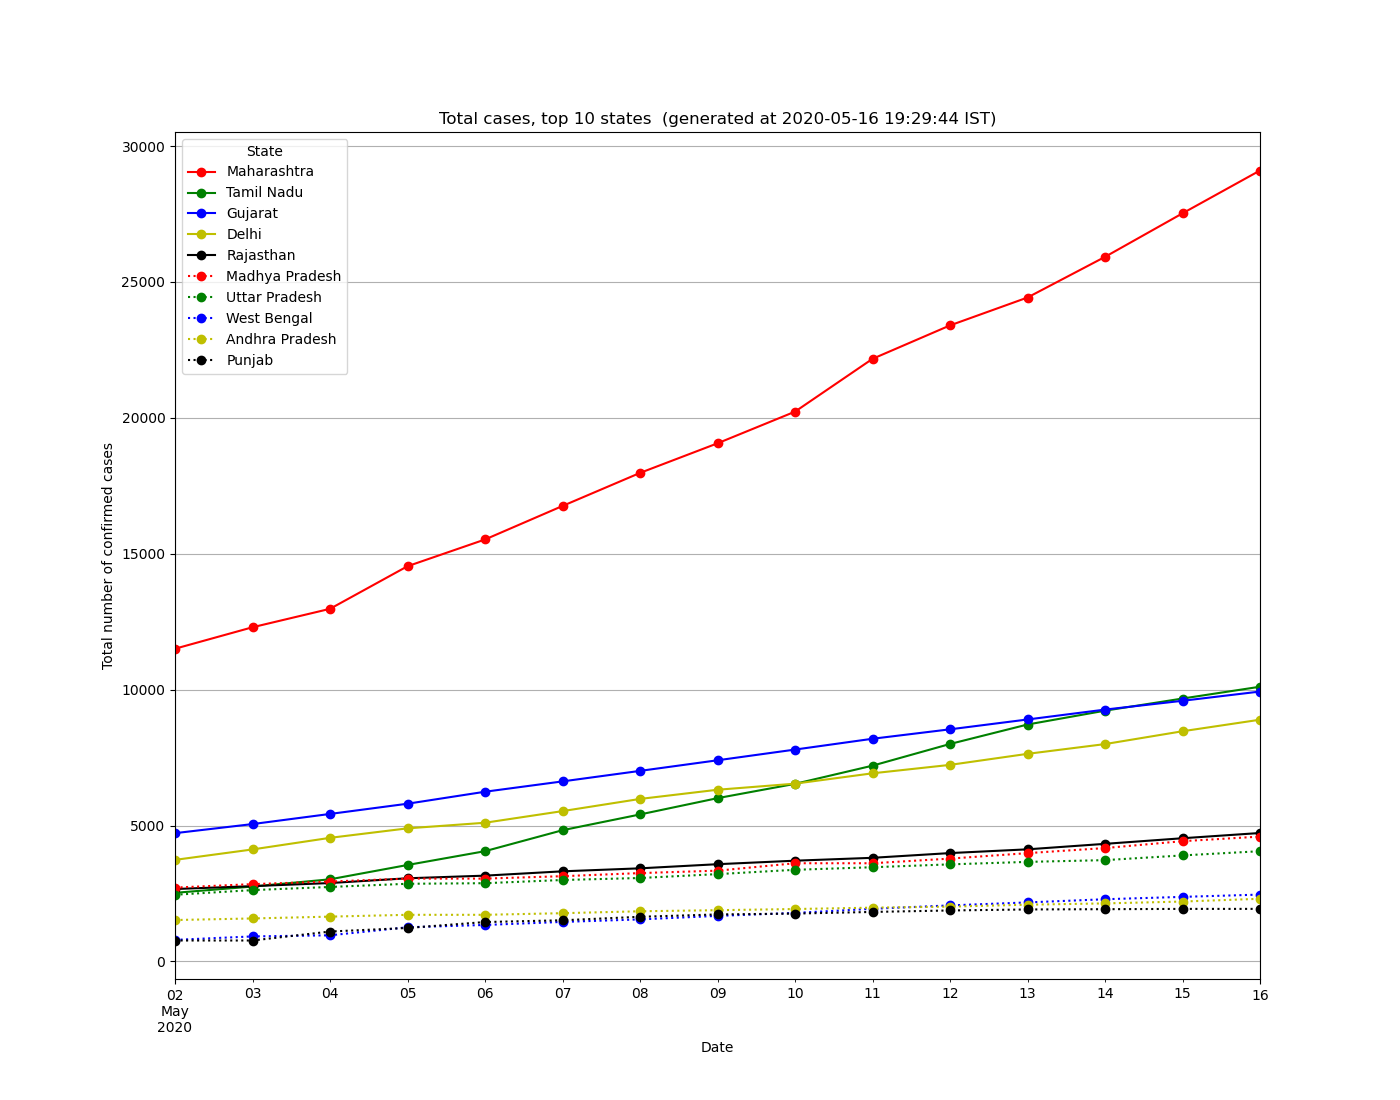 Total cases, top 10 states  (generated at 2020-05-16 19:29:44 IST)
State
Maharashtra
Tamil Nadu
Gujarat
Delhi
Rajasthan
Madhya Pradesh
Uttar Pradesh
West Bengal
Andhra Pradesh
Punjab
30000
25000
20000
15000
10000
5000
0
Total number of confirmed cases
02 03 04 05 06 07 08 09 10 11 12 13 14 15 16
May
2020
Date